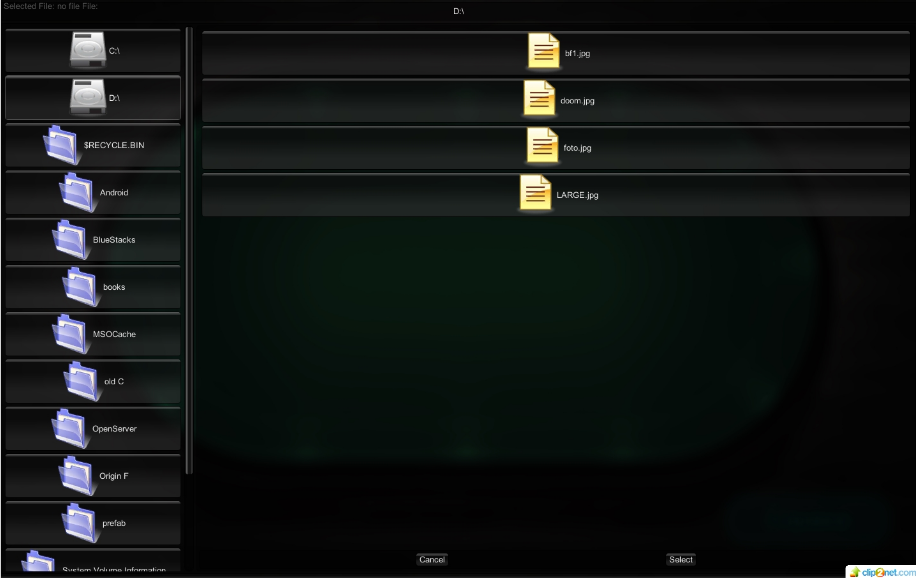 Selected File: no file File:
D:\
C:\
D:\
$RECYCLE.BIN
Android
BlueStacks
books
MSOCache
old C
OpenServer
Origin F
prefab
System Volume Information
bf1.jpg
doom.jpg
foto.jpg
LARGE.jpg
Cancel
Select
clip2net.com